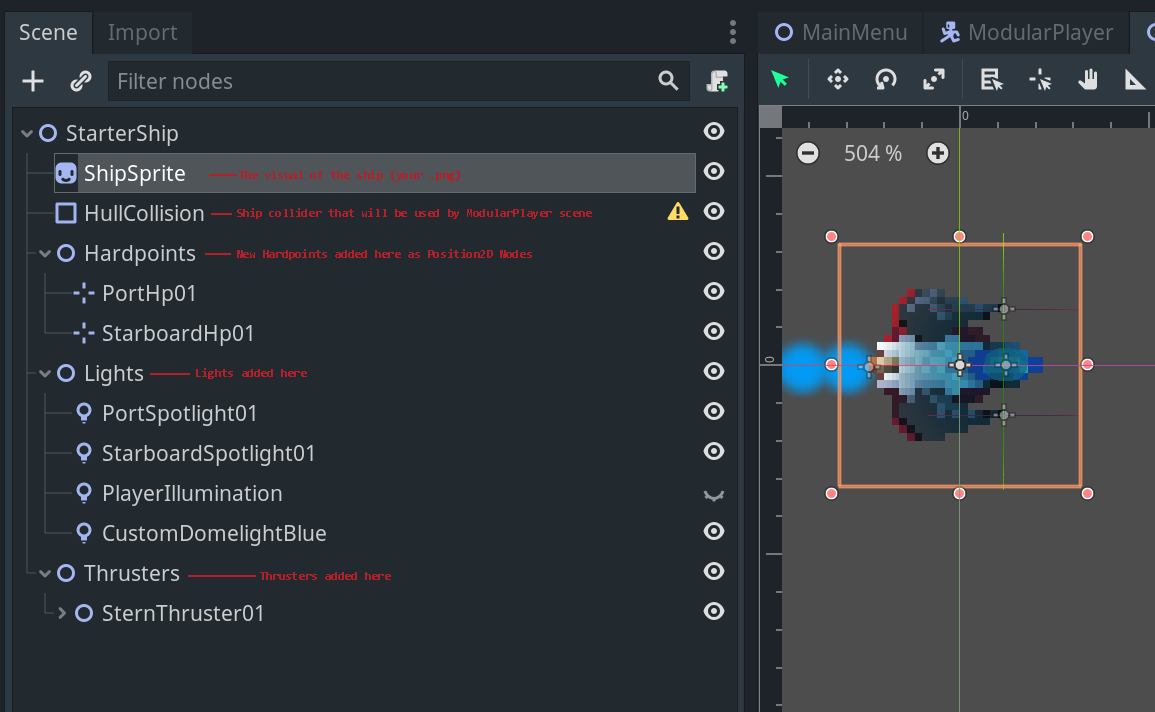 Scene
Import
MainMenu
ModularPlayer
Filter nodes
0
504 %
StarterShip
ShipSprite
The visual of the ship (your .png)
HullCollision
Ship collider that will be used by ModularPlayer scene
Hardpoints
New Hardpoints added here as Position2D Nodes
PortHp01
StarboardHp01
0
Lights
Lights added here
PortSpotlight01
StarboardSpotlight01
PlayerIllumination
CustomDomelightBlue
Thrusters
Thrusters added here
SternThruster01